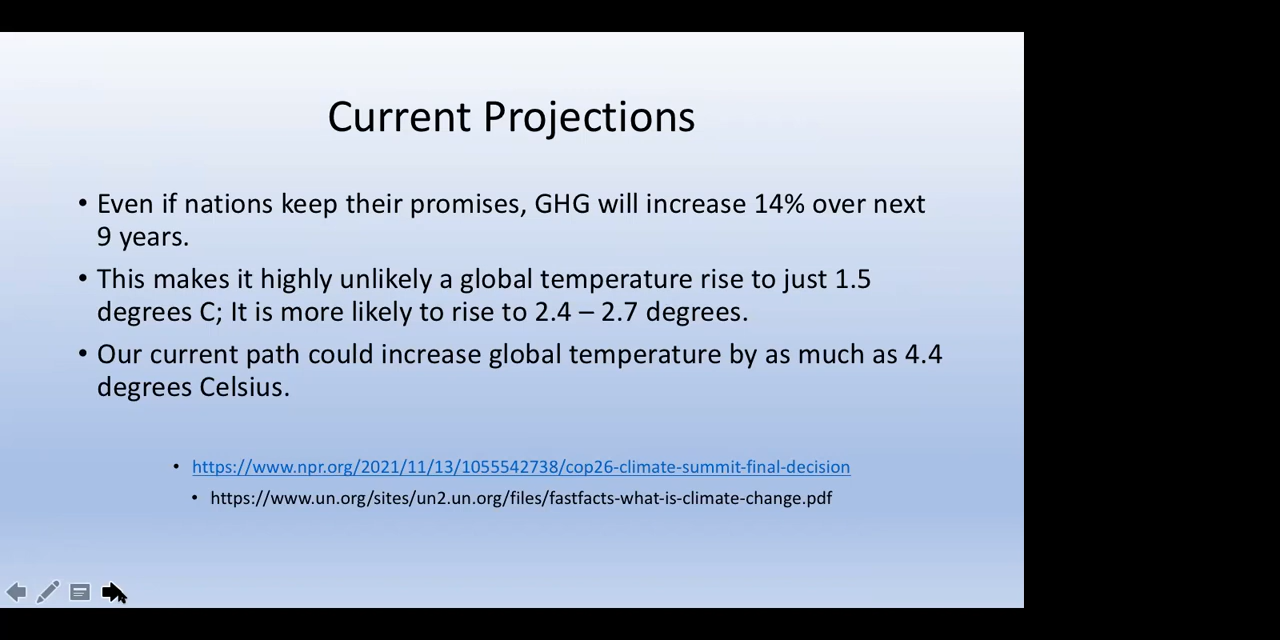 Current Projections
• Even if nations keep their promises, GHG will increase 14% over next
9 years.
• This makes it highly unlikely a global temperature rise to just 1.5
degrees C; It is more likely to rise to 2.4 – 2.7 degrees.
• Our current path could increase global temperature by as much as 4.4
degrees Celsius.
• https://www.npr.org/2021/11/13/1055542738/cop26-climate-summit-final-decision
• https://www.un.org/sites/un2.un.org/files/fastfacts-what-is-climate-change.pdf